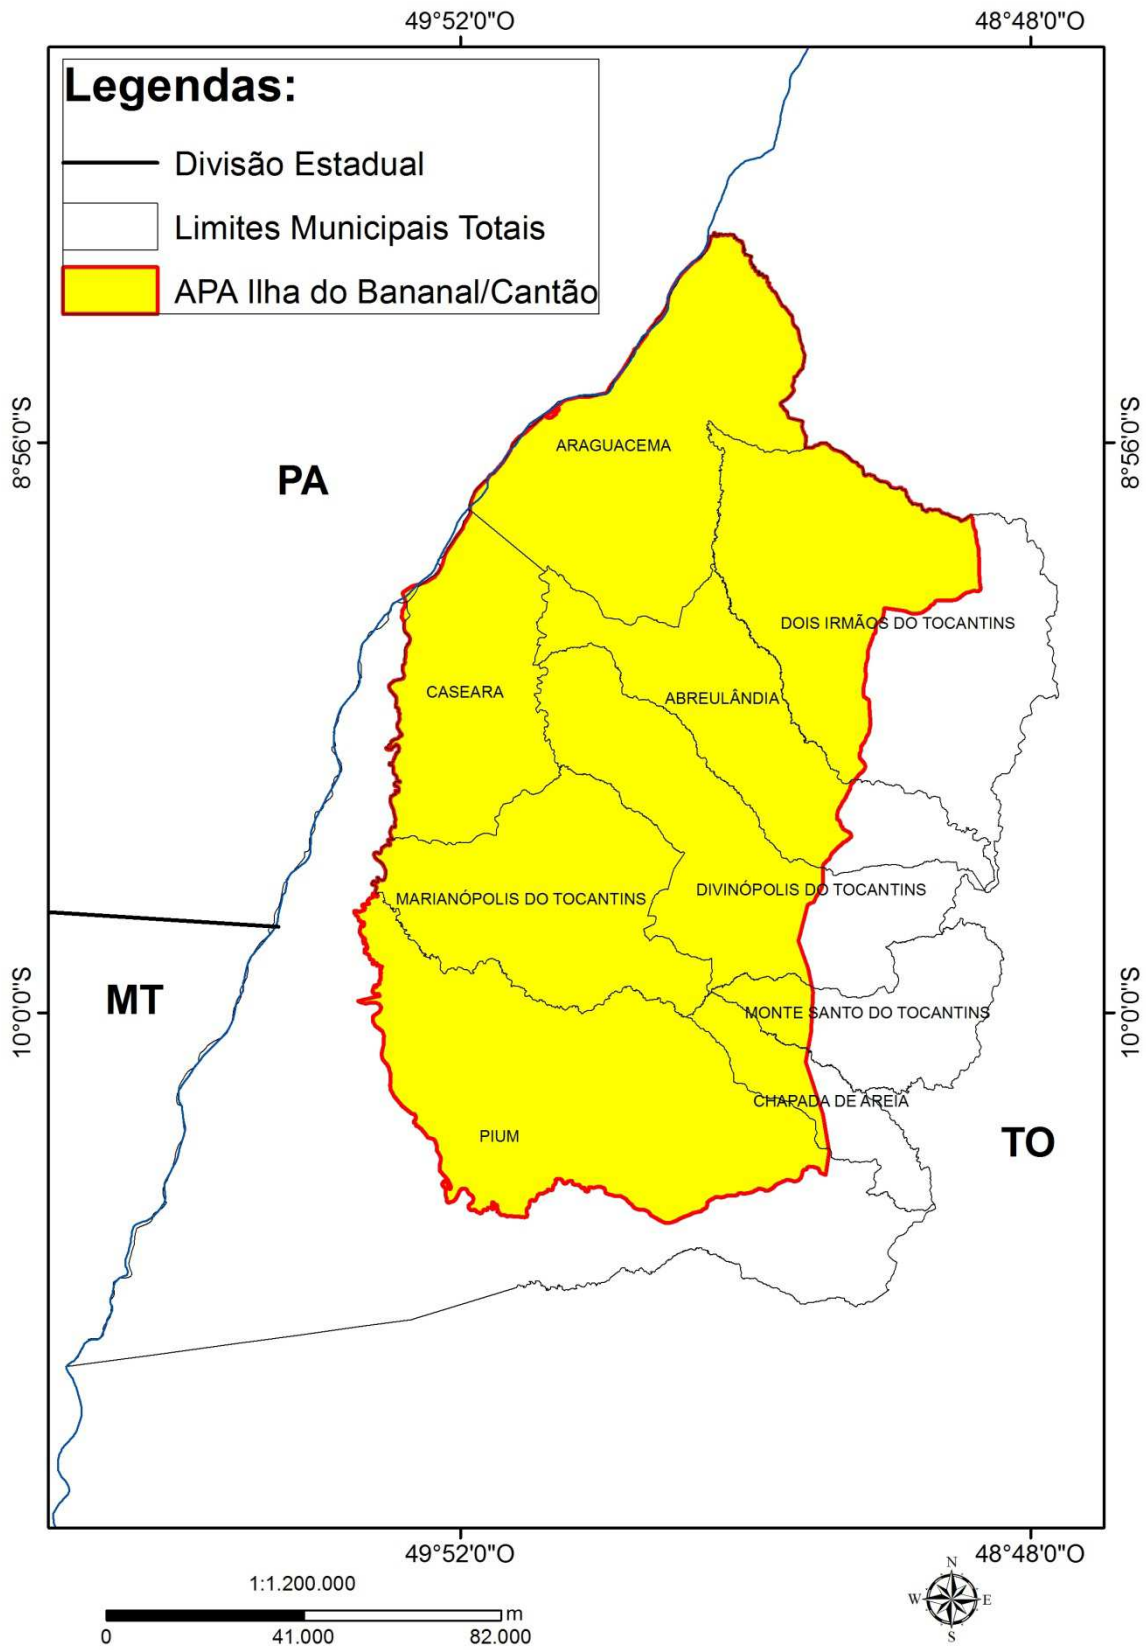 49°52'0"O
48°48'0"O
Legendas:
Divisão Estadual
Limites Municipais Totais
APA Ilha do Bananal/Cantão
8°56'0"S
8°56'0"S
ARAGUACEMA
PA
DOIS IRMÃOS DO TOCANTINS
CASEARA
ABREULÂNDIA
DIVINÓPOLIS DO TOCANTINS
MARIANÓPOLIS DO TOCANTINS
MT
10°0'0"S
MONTE SANTO DO TOCANTINS
10°0'0"S
CHAPADA DE AREIA
PIUM
TO
49°52'0"O
48°48'0"O
1:1.200.000
m
0
41.000
82.000
N
W
E
S